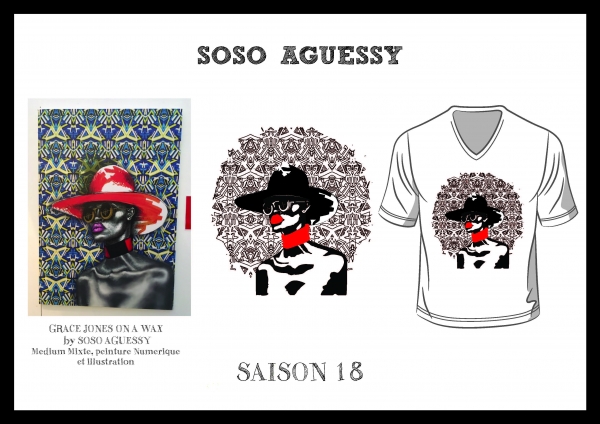 SOSO AGUESSY
GRACE JONES ON A WAX
by SOSO AGUESSY
Medium Mixte, peinture Numerique
et illustration
SAISON 18